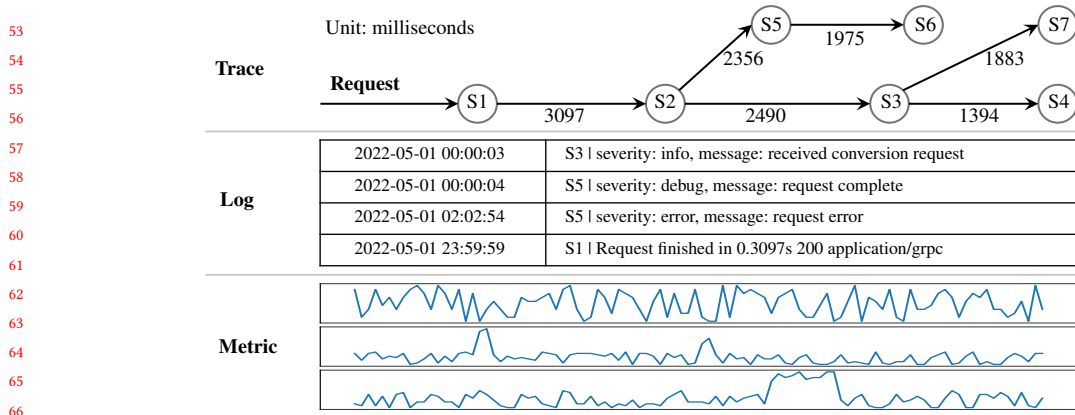 53
Unit: milliseconds
S5
S6
S7
1975
54
2356
1883
Trace
55
Request
S1
S2
S3
S4
56
3097
2490
1394
57
2022-05-01 00:00:03 S3 | severity: info, message: received conversion request
58
2022-05-01 00:00:04 S5 | severity: debug, message: request complete
Log
59
2022-05-01 02:02:54 S5 | severity: error, message: request error
60
2022-05-01 23:59:59 S1 | Request finished in 0.3097s 200 application/grpc
61
62
63
Metric
64
65
66